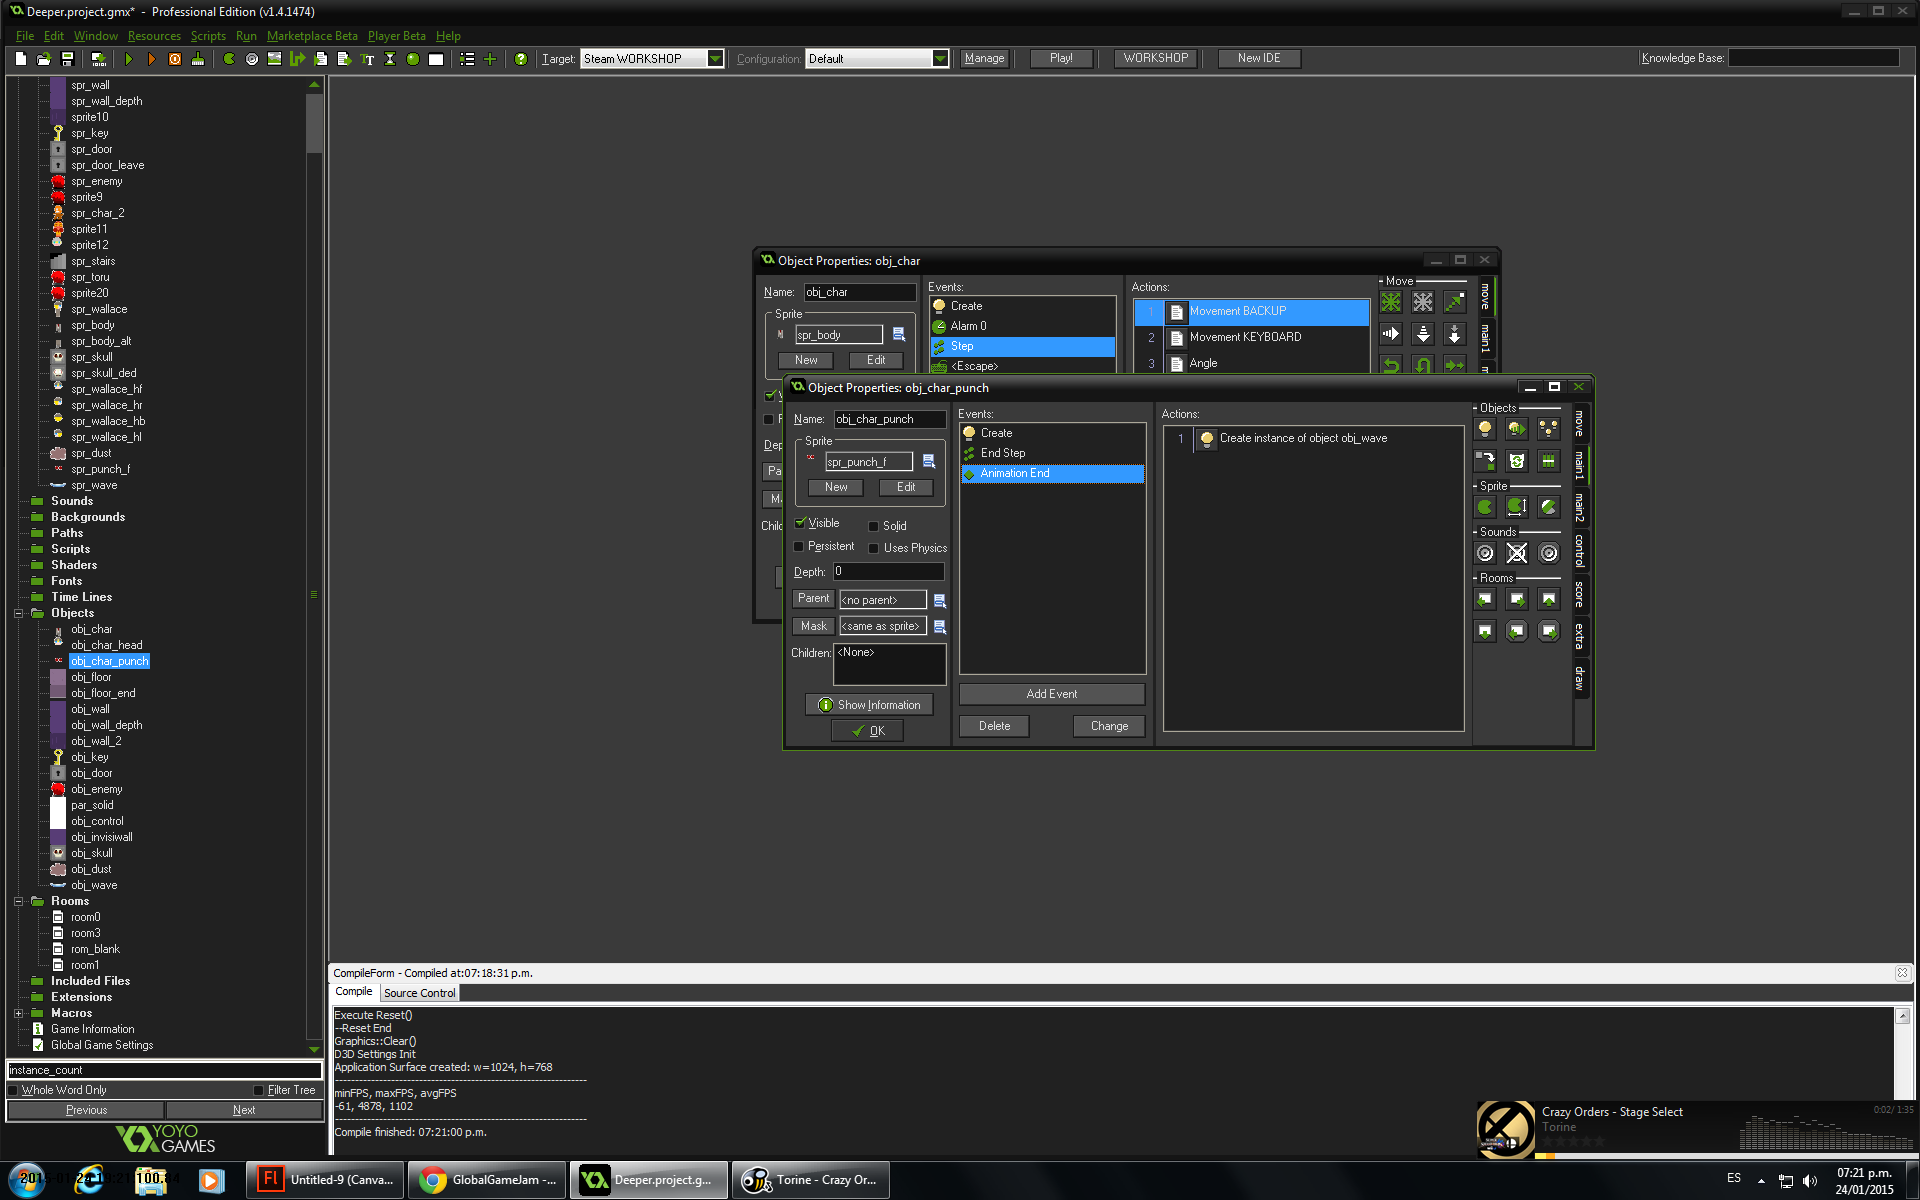 Deeper.project.gmx* - Professional Edition (v1.4.1474)
File Edit Window Resources Scripts Run Marketplace Beta Player Beta Help
Target: Steam WORKSHOP Configuration: Default Manage Play! WORKSHOP New IDE Knowledge Base:
spr_wall
spr_wall_depth
sprite10
spr_key
spr_door
spr_door_leave
spr_enemy
sprite9
spr_char_2
sprite11
sprite12
spr_stairs
spr_toru
sprite20
spr_wallace
spr_body
spr_body_alt
spr_skull
spr_skull_ded
spr_wallace_hf
spr_wallace_hr
spr_wallace_hb
spr_wallace_hl
spr_dust
spr_punch_f
spr_wave
Sounds
Backgrounds
Paths
Scripts
Shaders
Fonts
Time Lines
Objects
obj_char
obj_char_head
obj_char_punch
obj_floor
obj_floor_end
obj_wall
obj_wall_depth
obj_wall_2
obj_key
obj_door
obj_enemy
par_solid
obj_control
obj_invisiwall
obj_skull
obj_dust
obj_wave
Rooms
room0
room3
rom_blank
room1
Included Files
Extensions
Macros
Game Information
Global Game Settings
instance_count
Whole Word Only Filter Tree
Previous Next
YOYO
GAMES
Object Properties: obj_char
Name: obj_char
Sprite
spr_body
New Edit
Events:
Create
Alarm 0
Step
<Escape>
Actions:
1 Movement BACKUP
2 Movement KEYBOARD
3 Angle
Move
move
main1
Object Properties: obj_char_punch
Name: obj_char_punch
Sprite
spr_punch_f
New Edit
Visible Solid
Persistent Uses Physics
Depth: 0
Parent <no parent>
Mask <same as sprite>
Children: <None>
Show Information
OK
Events:
Create
End Step
Animation End
Add Event
Delete Change
Actions:
1 Create instance of object obj_wave
Objects
Sprite
Sounds
Rooms
move
main1
main2
control
score
extra
draw
CompileForm - Compiled at:07:18:31 p.m.
Compile Source Control
Execute Reset()
--Reset End
Graphics::Clear()
D3D Settings Init
Application Surface created: w=1024, h=768
minFPS, maxFPS, avgFPS
-61, 4878, 1102
Compile finished: 07:21:00 p.m.
Crazy Orders - Stage Select
Torine
0:02/ 1:35
Untitled-9 (Canva...
GlobalGameJam -...
Deeper.project.g...
Torine - Crazy Or...
ES
07:21 p.m.
24/01/2015